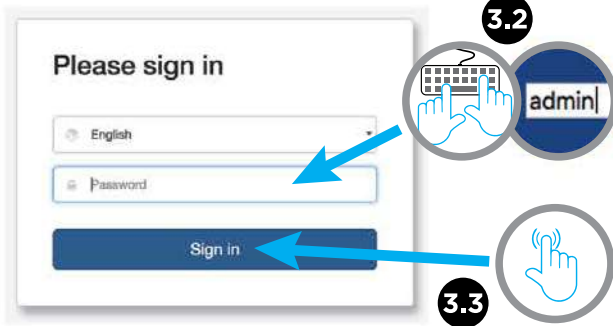 3.2
Please sign in
admin
English
Password
Sign in
3.3